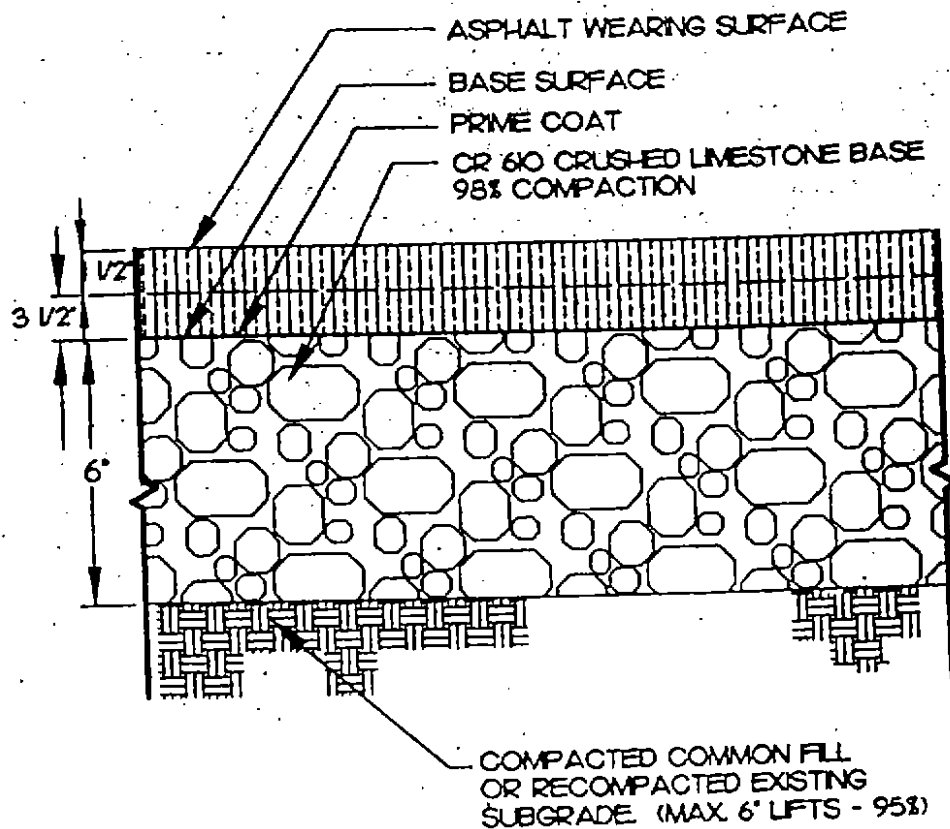 ASPHALT WEARING SURFACE
BASE SURFACE
PRIME COAT
CR 610 CRUSHED LIMESTONE BASE
98% COMPACTION
1/2"
3 1/2"
6"
COMPACTED COMMON FILL
OR RECOMPACTED EXISTING
SUBGRADE. (MAX. 6" LIFTS - 95%)